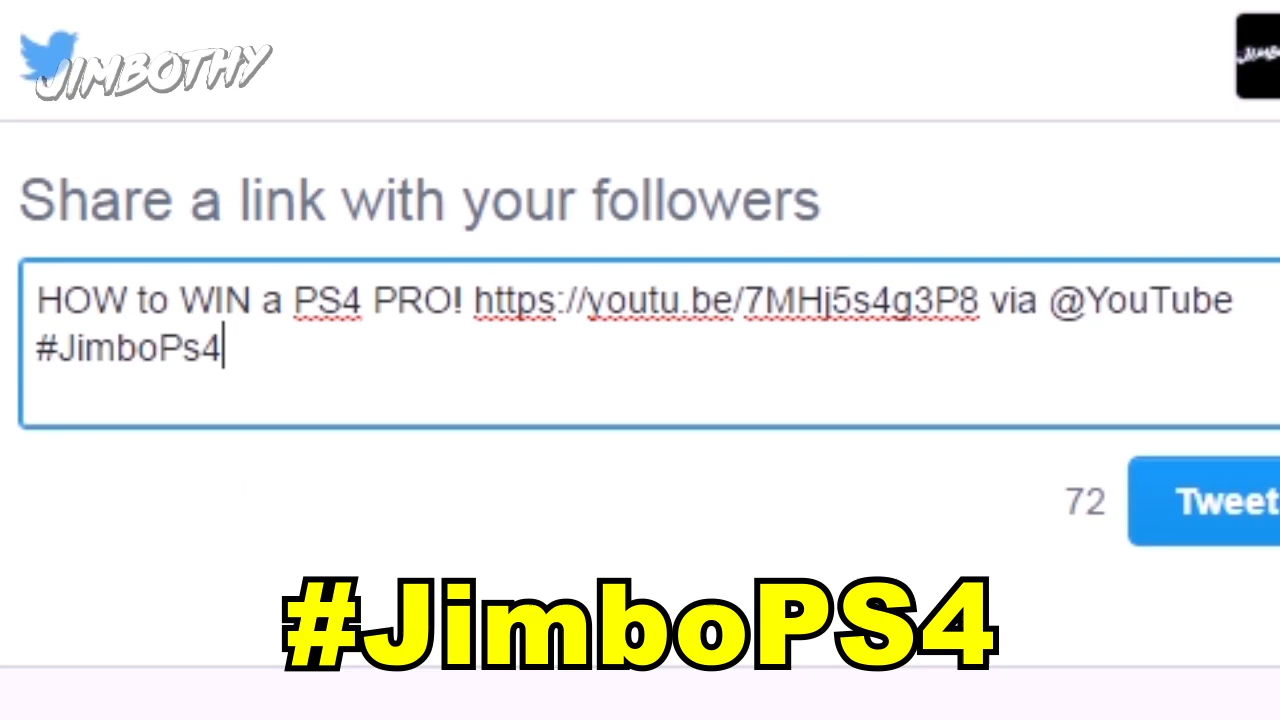 JIMBOTHY
Share a link with your followers
HOW to WIN a PS4 PRO! https://youtu.be/7MHj5s4g3P8 via @YouTube
#JimboPs4
72
Tweet
#JimboPS4